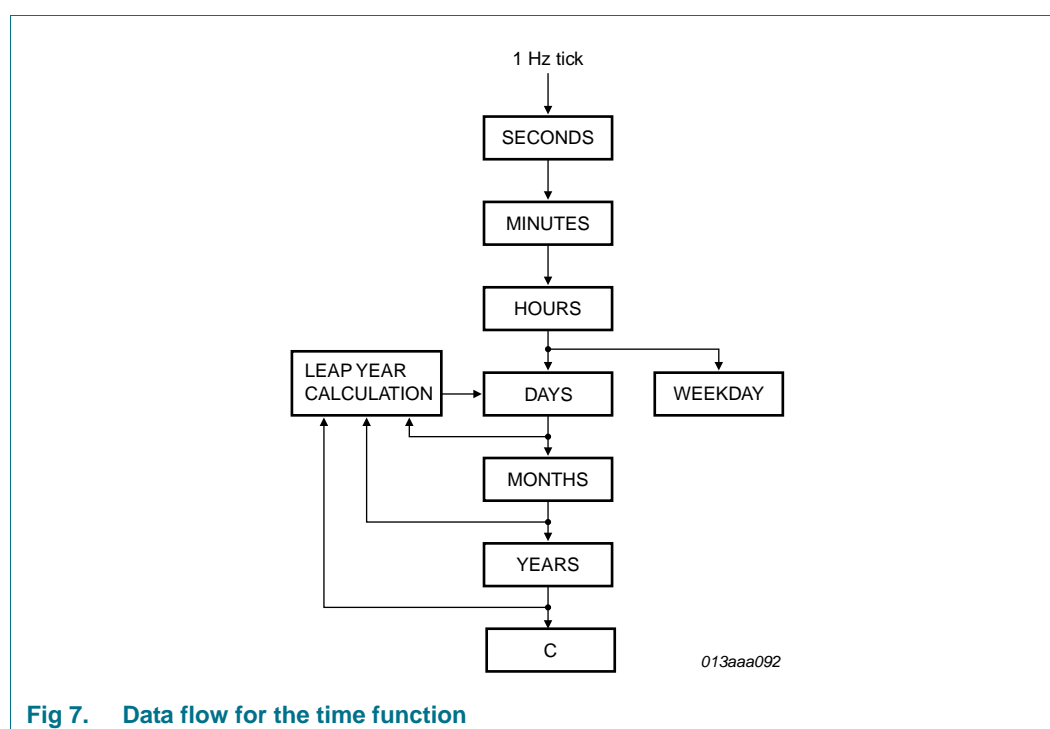 1 Hz tick
SECONDS
MINUTES
HOURS
LEAP YEAR
CALCULATION
DAYS
WEEKDAY
MONTHS
YEARS
C
013aaa092
Fig 7. Data flow for the time function